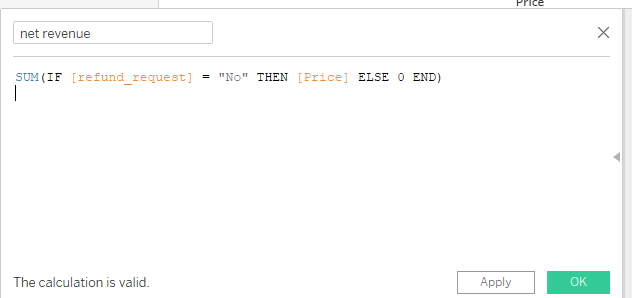 Price
net revenue
SUM(IF [refund_request] = "No" THEN [Price] ELSE 0 END)
The calculation is valid.
Apply
OK